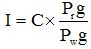 I = C × P_r g / P_w g